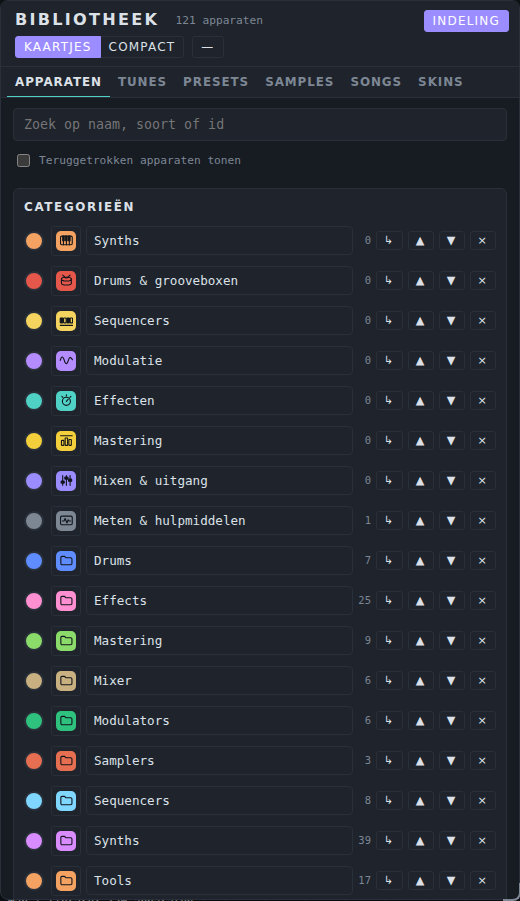 BIBLIOTHEEK 121 apparaten INDELING
KAARTJES COMPACT —
APPARATEN TUNES PRESETS SAMPLES SONGS SKINS
Zoek op naam, soort of id
Teruggetrokken apparaten tonen
CATEGORIEËN
Synths 0 ↳ ▲ ▼ ×
Drums & grooveboxen 0 ↳ ▲ ▼ ×
Sequencers 0 ↳ ▲ ▼ ×
Modulatie 0 ↳ ▲ ▼ ×
Effecten 0 ↳ ▲ ▼ ×
Mastering 0 ↳ ▲ ▼ ×
Mixen & uitgang 0 ↳ ▲ ▼ ×
Meten & hulpmiddelen 1 ↳ ▲ ▼ ×
Drums 7 ↳ ▲ ▼ ×
Effects 25 ↳ ▲ ▼ ×
Mastering 9 ↳ ▲ ▼ ×
Mixer 6 ↳ ▲ ▼ ×
Modulators 6 ↳ ▲ ▼ ×
Samplers 3 ↳ ▲ ▼ ×
Sequencers 8 ↳ ▲ ▼ ×
Synths 39 ↳ ▲ ▼ ×
Tools 17 ↳ ▲ ▼ ×